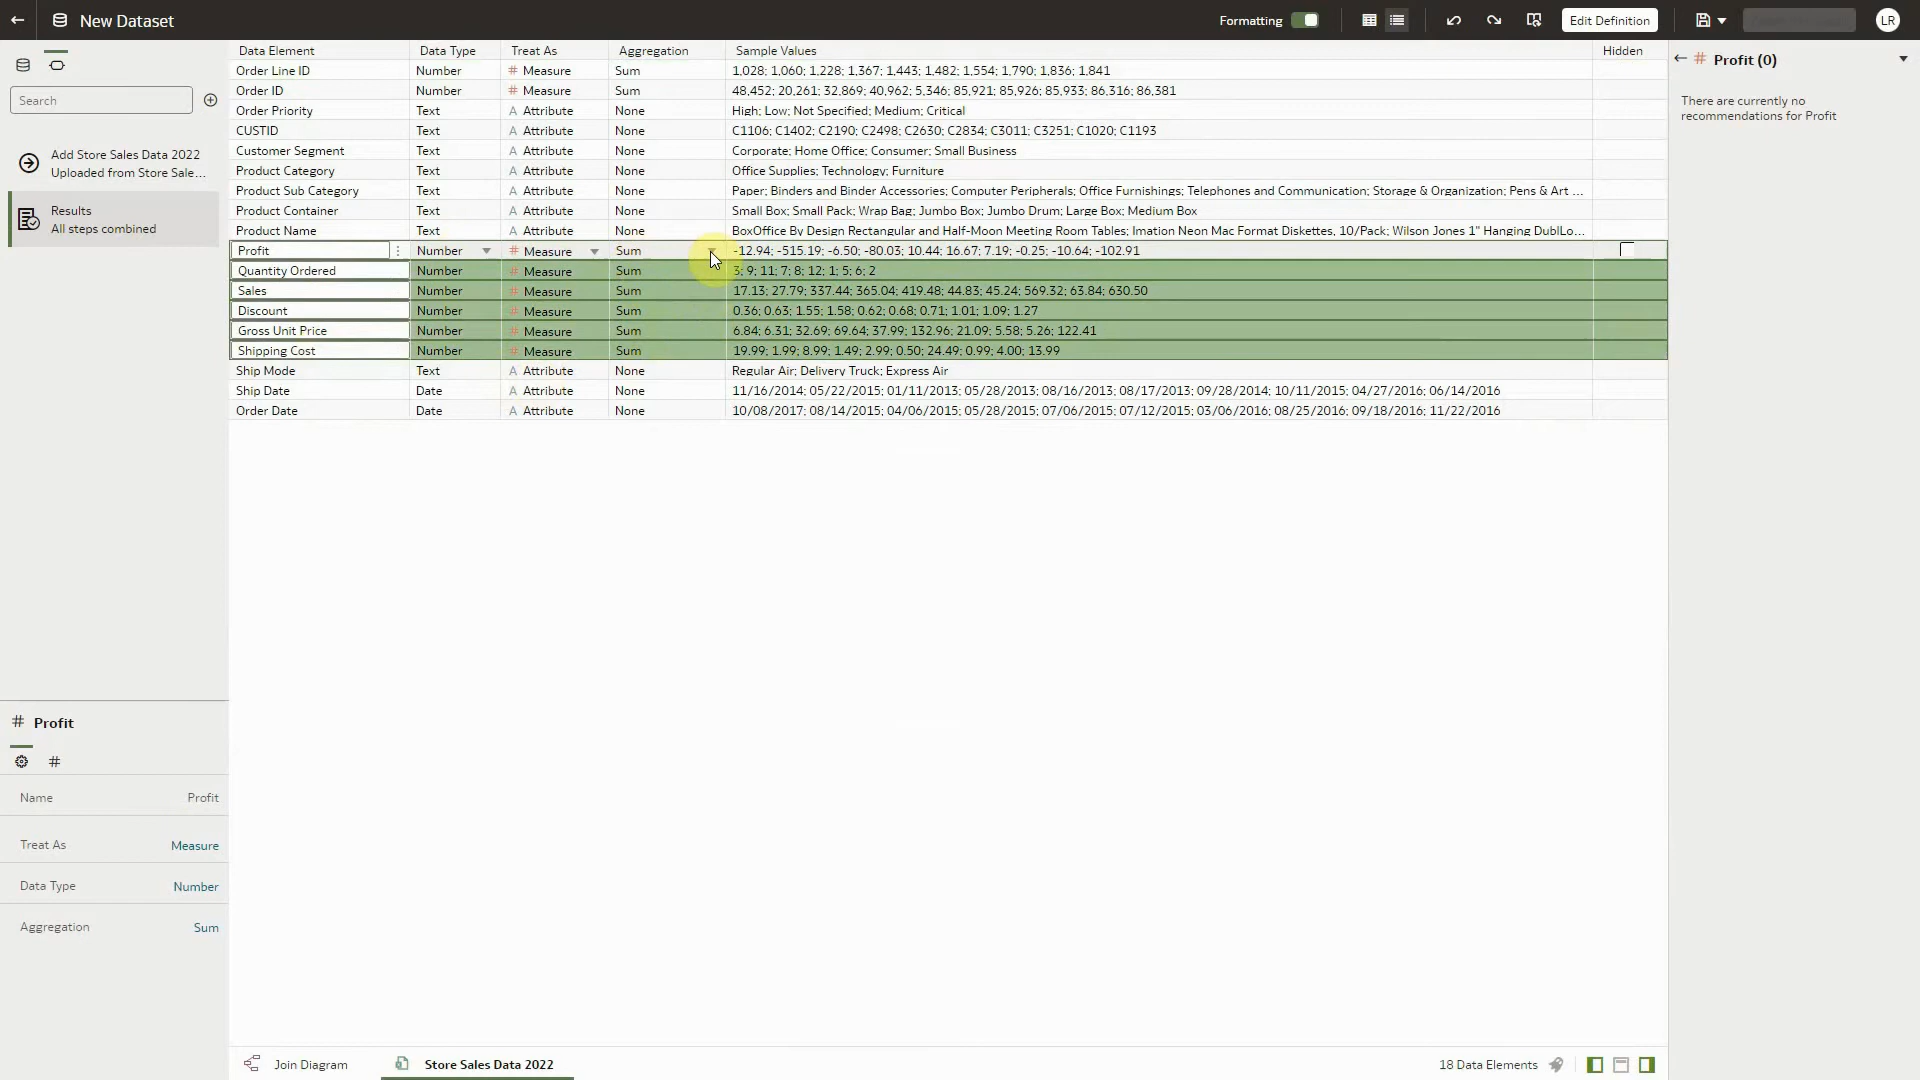 New Dataset
Formatting
Edit Definition
LR
Search
Add Store Sales Data 2022
Uploaded from Store Sale...
Results
All steps combined
Data Element Data Type Treat As Aggregation Sample Values Hidden
Order Line ID Number # Measure Sum 1,028; 1,060; 1,228; 1,367; 1,443; 1,482; 1,554; 1,790; 1,836; 1,841
Order ID Number # Measure Sum 48,452; 20,261; 32,869; 40,962; 5,346; 85,921; 85,926; 85,933; 86,316; 86,381
Order Priority Text A Attribute None High; Low; Not Specified; Medium; Critical
CUSTID Text A Attribute None C1106; C1402; C2190; C2498; C2630; C2834; C3011; C3251; C1020; C1193
Customer Segment Text A Attribute None Corporate; Home Office; Consumer; Small Business
Product Category Text A Attribute None Office Supplies; Technology; Furniture
Product Sub Category Text A Attribute None Paper; Binders and Binder Accessories; Computer Peripherals; Office Furnishings; Telephones and Communication; Storage & Organization; Pens & Art ...
Product Container Text A Attribute None Small Box; Small Pack; Wrap Bag; Jumbo Box; Jumbo Drum; Large Box; Medium Box
Product Name Text A Attribute None BoxOffice By Design Rectangular and Half-Moon Meeting Room Tables; Imation Neon Mac Format Diskettes, 10/Pack; Wilson Jones 1" Hanging DublLo...
Profit Number # Measure Sum -12.94; -515.19; -6.50; -80.03; 10.44; 16.67; 7.19; -0.25; -10.64; -102.91
Quantity Ordered Number # Measure Sum 3; 9; 11; 7; 8; 12; 1; 5; 6; 2
Sales Number # Measure Sum 17.13; 27.79; 337.44; 365.04; 419.48; 44.83; 45.24; 569.32; 63.84; 630.50
Discount Number # Measure Sum 0.36; 0.63; 1.55; 1.58; 0.62; 0.68; 0.71; 1.01; 1.09; 1.27
Gross Unit Price Number # Measure Sum 6.84; 6.31; 32.69; 69.64; 37.99; 132.96; 21.09; 5.58; 5.26; 122.41
Shipping Cost Number # Measure Sum 19.99; 1.99; 8.99; 1.49; 2.99; 0.50; 24.49; 0.99; 4.00; 13.99
Ship Mode Text A Attribute None Regular Air; Delivery Truck; Express Air
Ship Date Date A Attribute None 11/16/2014; 05/22/2015; 01/11/2013; 05/28/2013; 08/16/2013; 08/17/2013; 09/28/2014; 10/11/2015; 04/27/2016; 06/14/2016
Order Date Date A Attribute None 10/08/2017; 08/14/2015; 04/06/2015; 05/28/2015; 07/06/2015; 07/12/2015; 03/06/2016; 08/25/2016; 09/18/2016; 11/22/2016
# Profit (0)
There are currently no
recommendations for Profit
# Profit
#
Name Profit
Treat As Measure
Data Type Number
Aggregation Sum
Join Diagram
Store Sales Data 2022
18 Data Elements